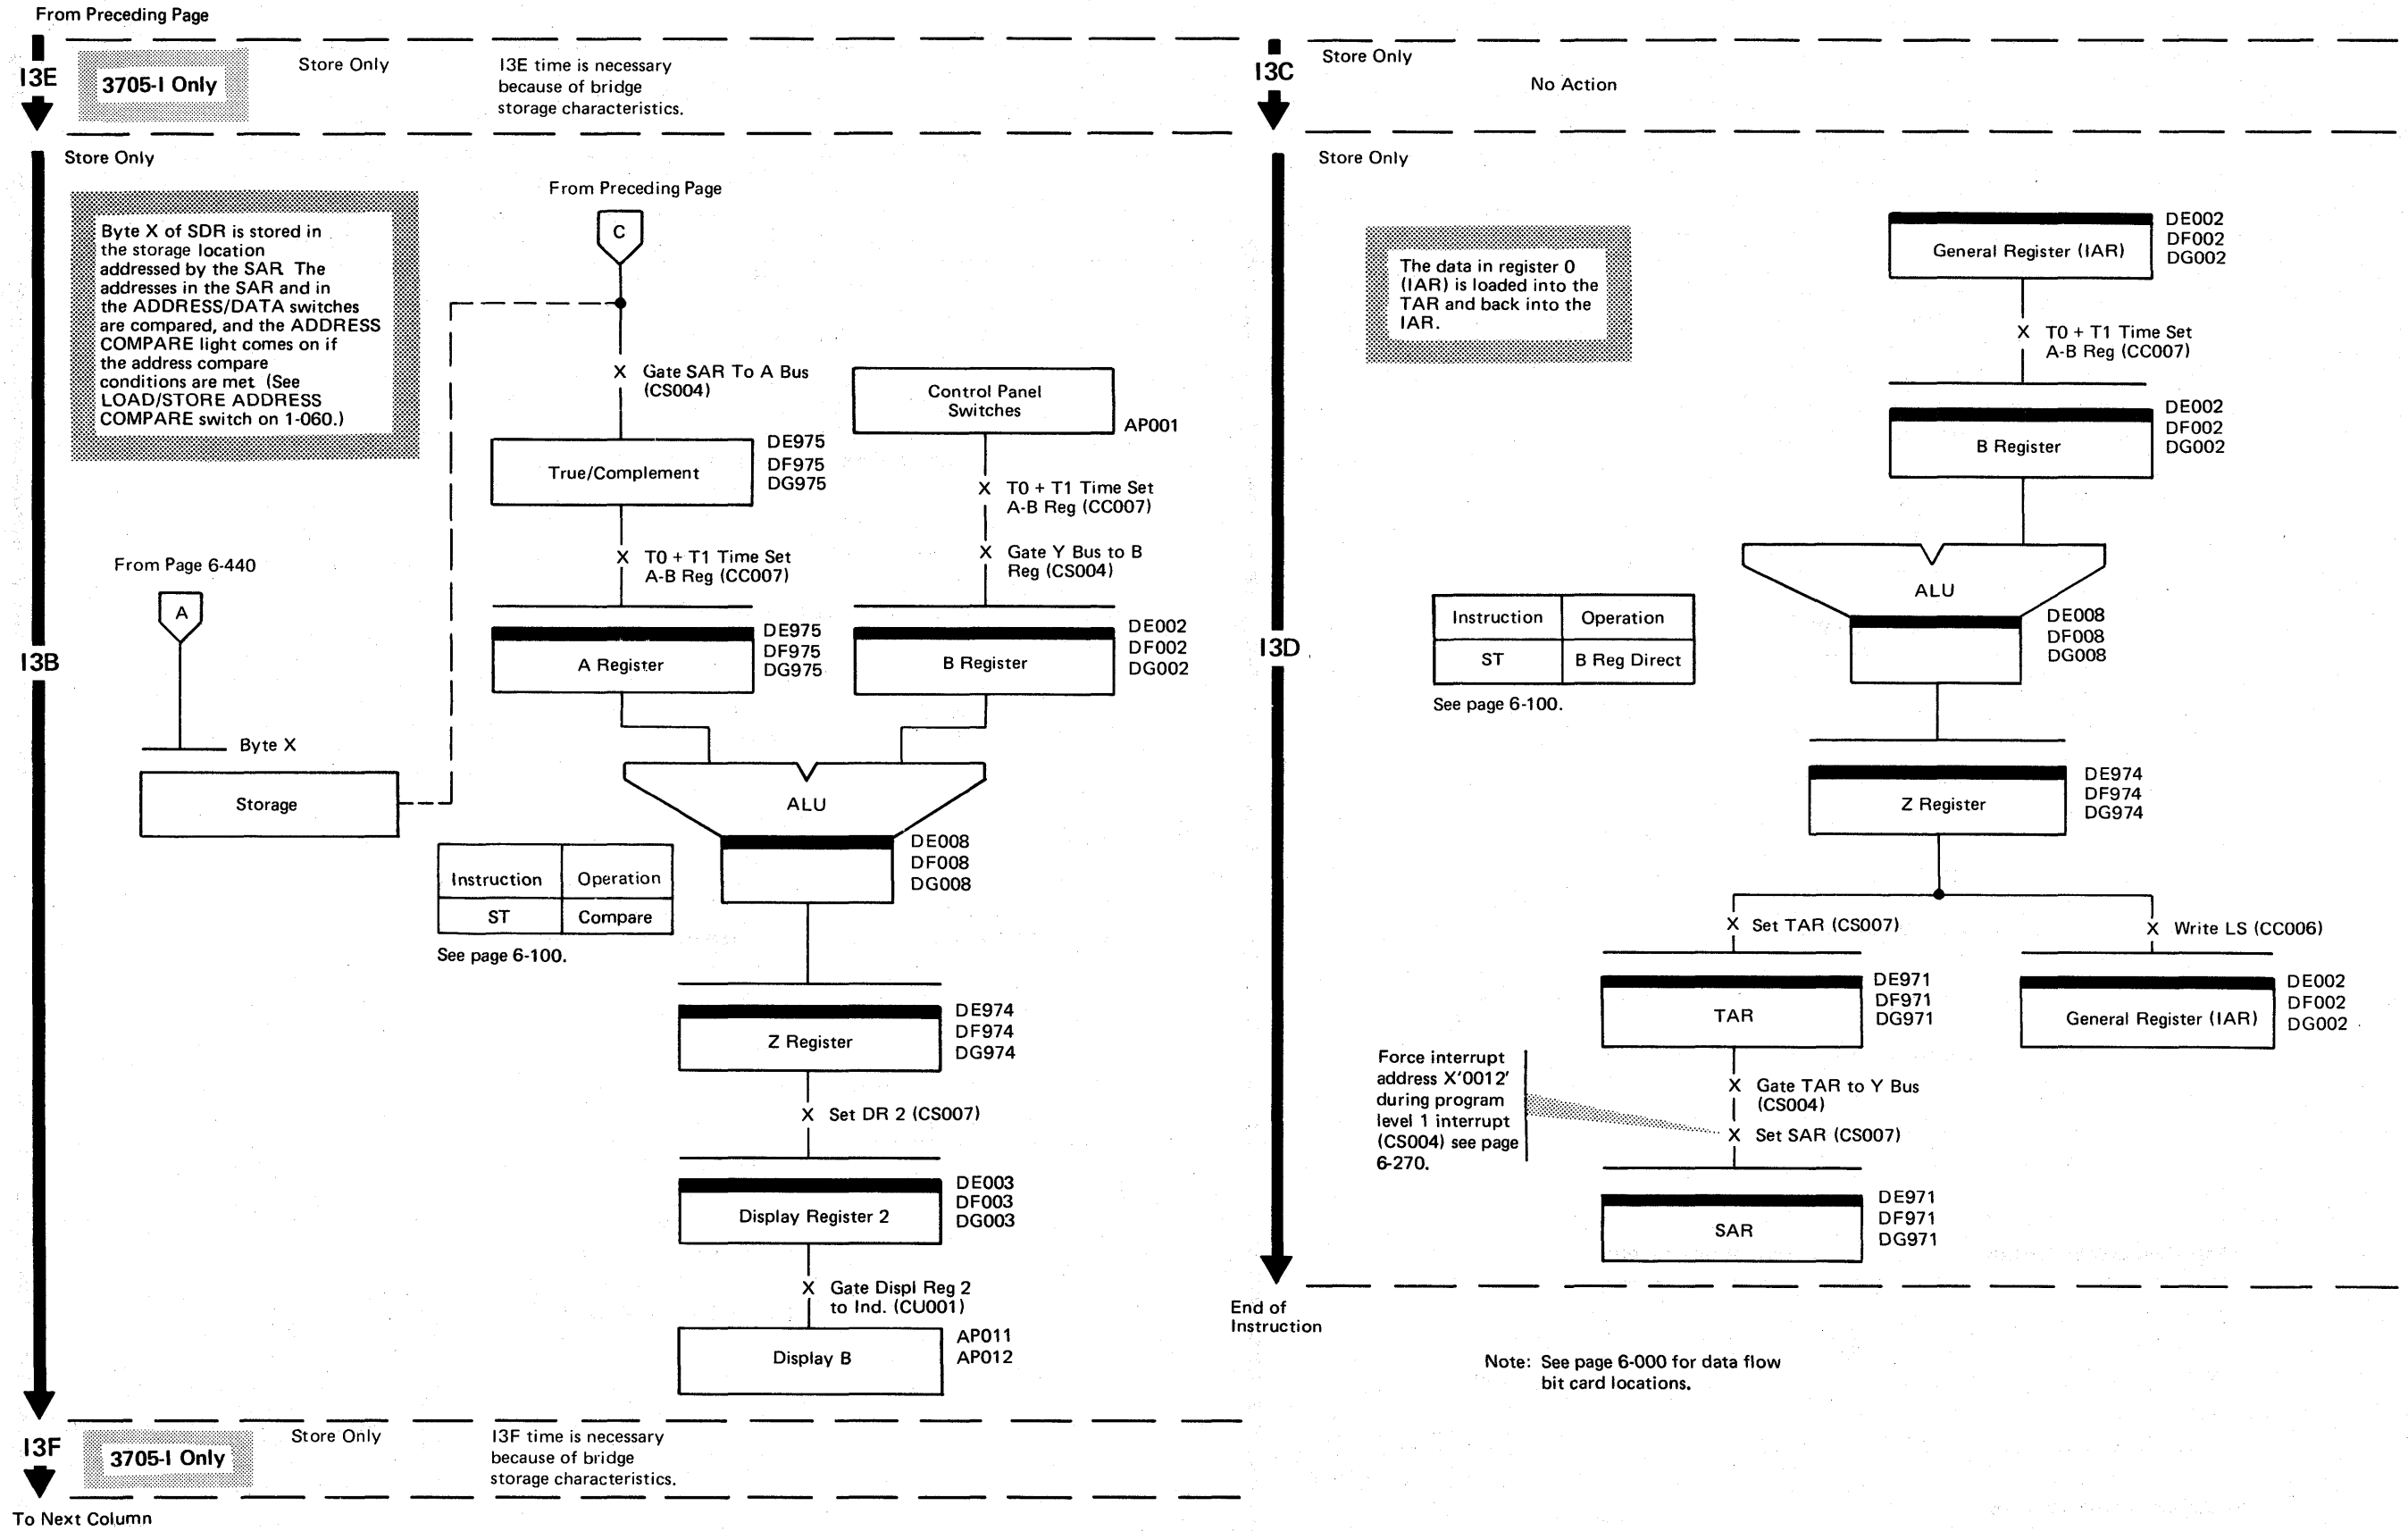 From Preceding Page
I3E
3705-I Only
Store Only
I3E time is necessary
because of bridge
storage characteristics.
Store Only
I3B
Byte X of SDR is stored in
the storage location
addressed by the SAR. The
addresses in the SAR and in
the ADDRESS/DATA switches
are compared, and the ADDRESS
COMPARE light comes on if
the address compare
conditions are met. (See
LOAD/STORE ADDRESS
COMPARE switch on 1-060.)
From Preceding Page
C
X Gate SAR To A Bus
(CS004)
True/Complement
DE975
DF975
DG975
X T0 + T1 Time Set
A-B Reg (CC007)
A Register
DE975
DF975
DG975
Control Panel
Switches
AP001
X T0 + T1 Time Set
A-B Reg (CC007)
X Gate Y Bus to B
Reg (CS004)
B Register
DE002
DF002
DG002
From Page 6-440
A
Byte X
Storage
ALU
DE008
DF008
DG008
Instruction Operation
ST Compare
See page 6-100.
Z Register
DE974
DF974
DG974
X Set DR 2 (CS007)
Display Register 2
DE003
DF003
DG003
X Gate Displ Reg 2
to Ind. (CU001)
Display B
AP011
AP012
I3F
3705-I Only
Store Only
I3F time is necessary
because of bridge
storage characteristics.
To Next Column
I3C
Store Only
No Action
Store Only
I3D
The data in register 0
(IAR) is loaded into the
TAR and back into the
IAR.
General Register (IAR)
DE002
DF002
DG002
X T0 + T1 Time Set
A-B Reg (CC007)
B Register
DE002
DF002
DG002
ALU
DE008
DF008
DG008
Instruction Operation
ST B Reg Direct
See page 6-100.
Z Register
DE974
DF974
DG974
X Set TAR (CS007)
X Write LS (CC006)
TAR
DE971
DF971
DG971
General Register (IAR)
DE002
DF002
DG002
Force interrupt
address X'0012'
during program
level 1 interrupt
(CS004) see page
6-270.
X Gate TAR to Y Bus
(CS004)
X Set SAR (CS007)
SAR
DE971
DF971
DG971
End of
Instruction
Note: See page 6-000 for data flow
bit card locations.